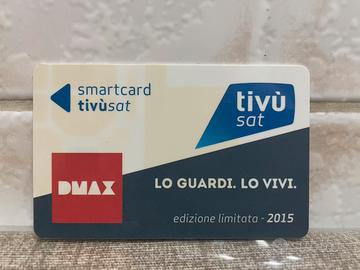 smartcard
tivùsat
tivù
sat
DMAX
LO GUARDI. LO VIVI.
edizione limitata - 2015